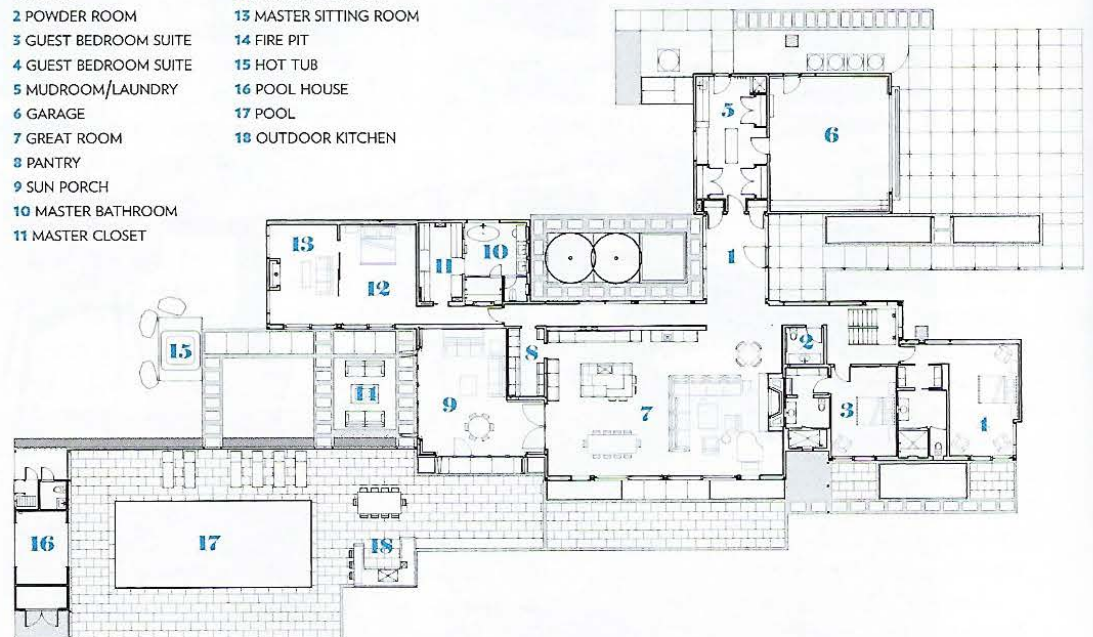 2 POWDER ROOM
3 GUEST BEDROOM SUITE
4 GUEST BEDROOM SUITE
5 MUDROOM/LAUNDRY
6 GARAGE
7 GREAT ROOM
8 PANTRY
9 SUN PORCH
10 MASTER BATHROOM
11 MASTER CLOSET
13 MASTER SITTING ROOM
14 FIRE PIT
15 HOT TUB
16 POOL HOUSE
17 POOL
18 OUTDOOR KITCHEN
5
6
13
10
11
1
12
2
15
8
14
9
7
3
4
16
17
18